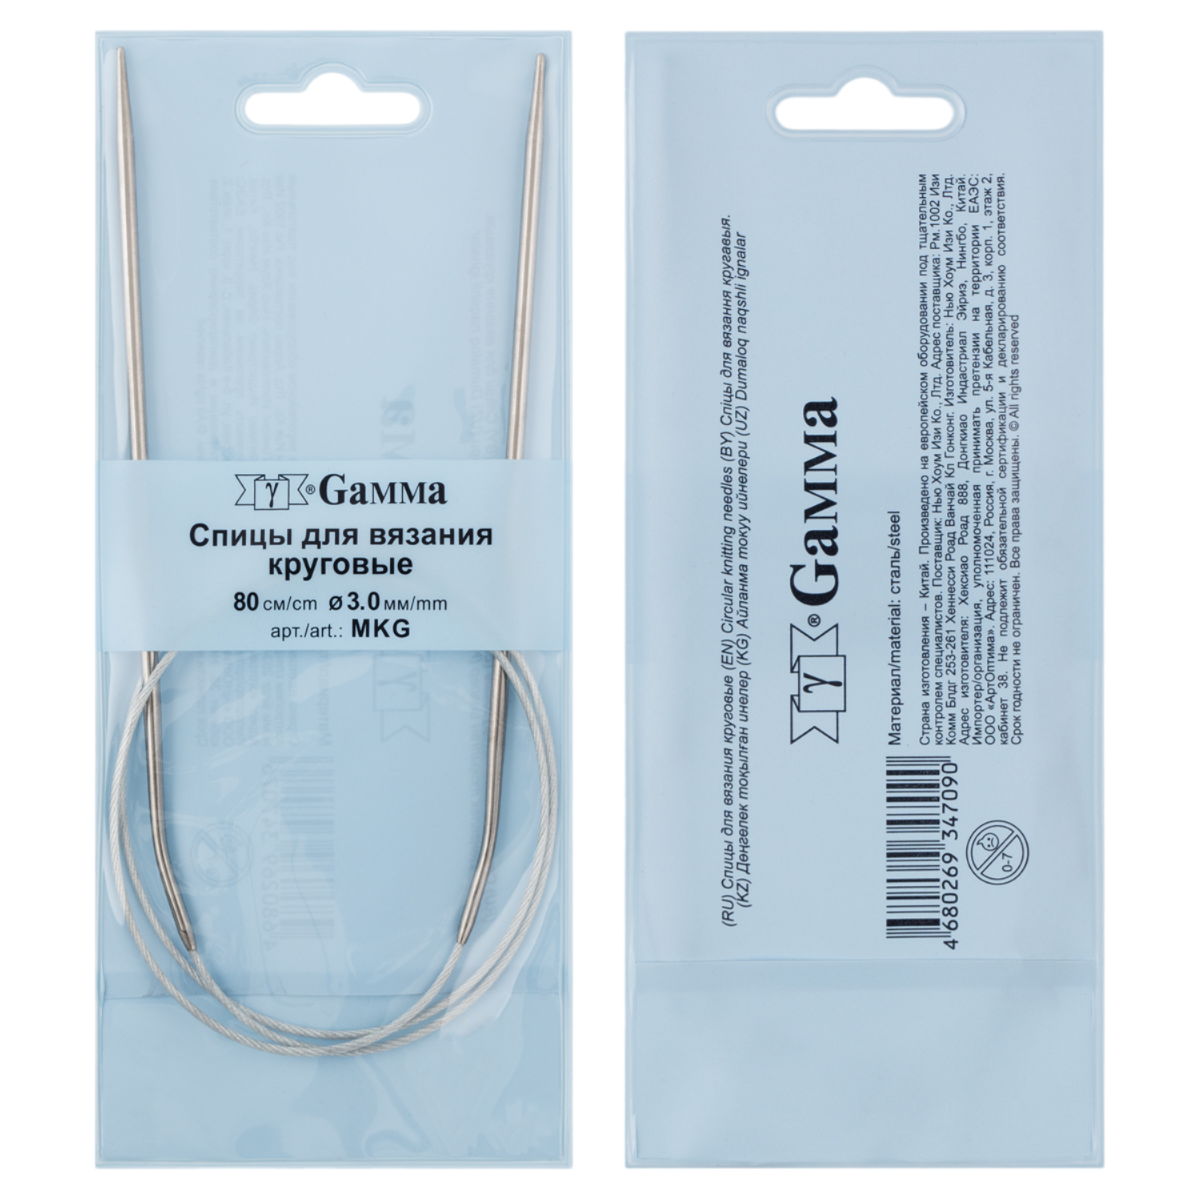 γ ® Gамма
Спицы для вязания
круговые
80 см/cm ø 3.0 мм/mm
арт./art.: MKG
(RU) Спицы для вязания круговые (EN) Circular knitting needles (BY) Спіцы для вязання кругавыя.
(KZ) Дөңгелек тоқылған инелер (KG) Айланма токуу ийнелери (UZ) Dumaloq naqshli ignalar
γ ® Gамма
Материал/material: сталь/steel
Страна изготовления – Китай. Произведено на европейском оборудовании под тщательным
контролем специалистов. Поставщик: Нью Хоум Изи Ко., Лтд. Адрес поставщика: Рм.1002 Изи
Комм Блдг 253-261 Хеннесси Роад Ванчай Кл Гонконг. Изготовитель: Нью Хоум Изи Ко., Лтд.
Адрес изготовителя: Хексиао Роад 888, Донгкиао Индастриал Эйриэ, Нингбо, Китай.
Импортер/организация, уполномоченная принимать претензии на территории ЕАЭС:
ООО «АртОптима». Адрес: 111024, Россия, г. Москва, ул. 5-я Кабельная, д. 3, корп. 1, этаж 2,
кабинет 38. Не подлежит обязательной сертификации и декларированию соответствия.
Срок годности не ограничен. Все права защищены. © All rights reserved
4 680269 347090
0-7